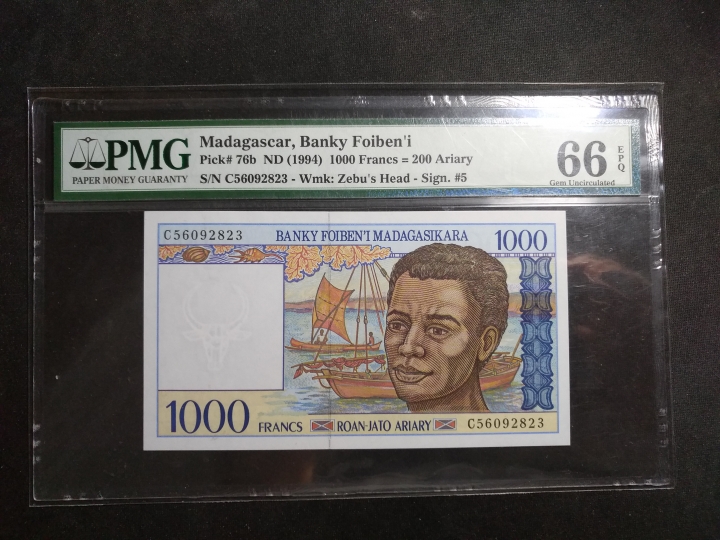 PMG
PAPER MONEY GUARANTY
Madagascar, Banky Foiben'i
Pick# 76b ND (1994) 1000 Francs = 200 Ariary
S/N C56092823 - Wmk: Zebu's Head - Sign. #5
66 EPQ
Gem Uncirculated
C56092823 BANKY FOIBEN'I MADAGASIKARA 1000
1000 FRANCS ROAN-JATO ARIARY C56092823